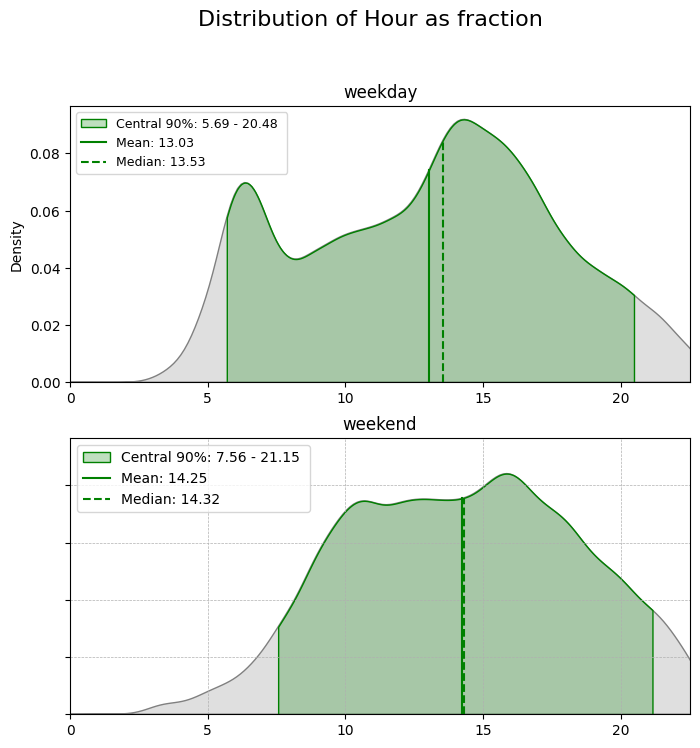 Distribution of Hour as fraction
weekday
Central 90%: 5.69 - 20.48
Mean: 13.03
Median: 13.53
Density
0.08
0.06
0.04
0.02
0.00
0 5 10 15 20
weekend
Central 90%: 7.56 - 21.15
Mean: 14.25
Median: 14.32
0 5 10 15 20